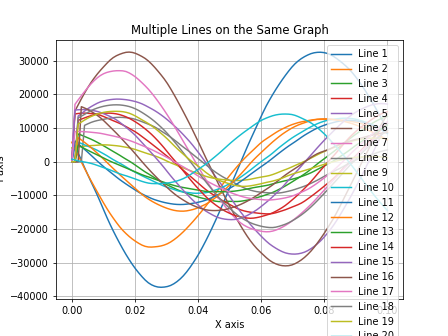 Multiple Lines on the Same Graph
30000
20000
10000
0
-10000
-20000
-30000
-40000
0.00
0.02
0.04
0.06
0.08
X axis
Line 1
Line 2
Line 3
Line 4
Line 5
Line 6
Line 7
Line 8
Line 9
Line 10
Line 11
Line 12
Line 13
Line 14
Line 15
Line 16
Line 17
Line 18
Line 19
Line 20